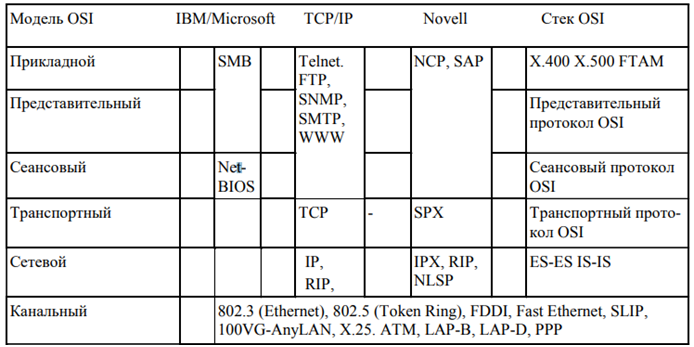 Модель OSI IBM/Microsoft TCP/IP Novell Стек OSI
Прикладной SMB Telnet. NCP, SAP X.400 X.500 FTAM
FTP,
SNMP,
Представительный SMTP, Представительный
WWW протокол OSI
Сеансовый Net- Сеансовый протокол
BIOS OSI
Транспортный TCP - SPX Транспортный прото-
кол OSI
Сетевой IP, IPX, RIP, ES-ES IS-IS
RIP, NLSP
Канальный 802.3 (Ethernet), 802.5 (Token Ring), FDDI, Fast Ethernet, SLIP,
100VG-AnyLAN, X.25. ATM, LAP-B, LAP-D, PPP